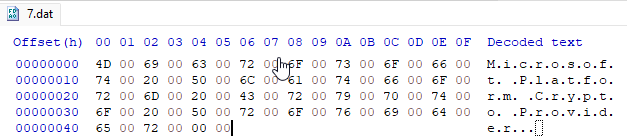 7.dat
Offset(h) 00 01 02 03 04 05 06 07 08 09 0A 0B 0C 0D 0E 0F Decoded text
00000000 4D 00 69 00 63 00 72 00 6F 00 73 00 6F 00 66 00 M.i.c.r.o.s.o.f.
00000010 74 00 20 00 50 00 6C 00 61 00 74 00 66 00 6F 00 t. .P.l.a.t.f.o.
00000020 72 00 6D 00 20 00 43 00 72 00 79 00 70 00 74 00 r.m. .C.r.y.p.t.
00000030 6F 00 20 00 50 00 72 00 6F 00 76 00 69 00 64 00 o. .P.r.o.v.i.d.
00000040 65 00 72 00 00 00 e.r...